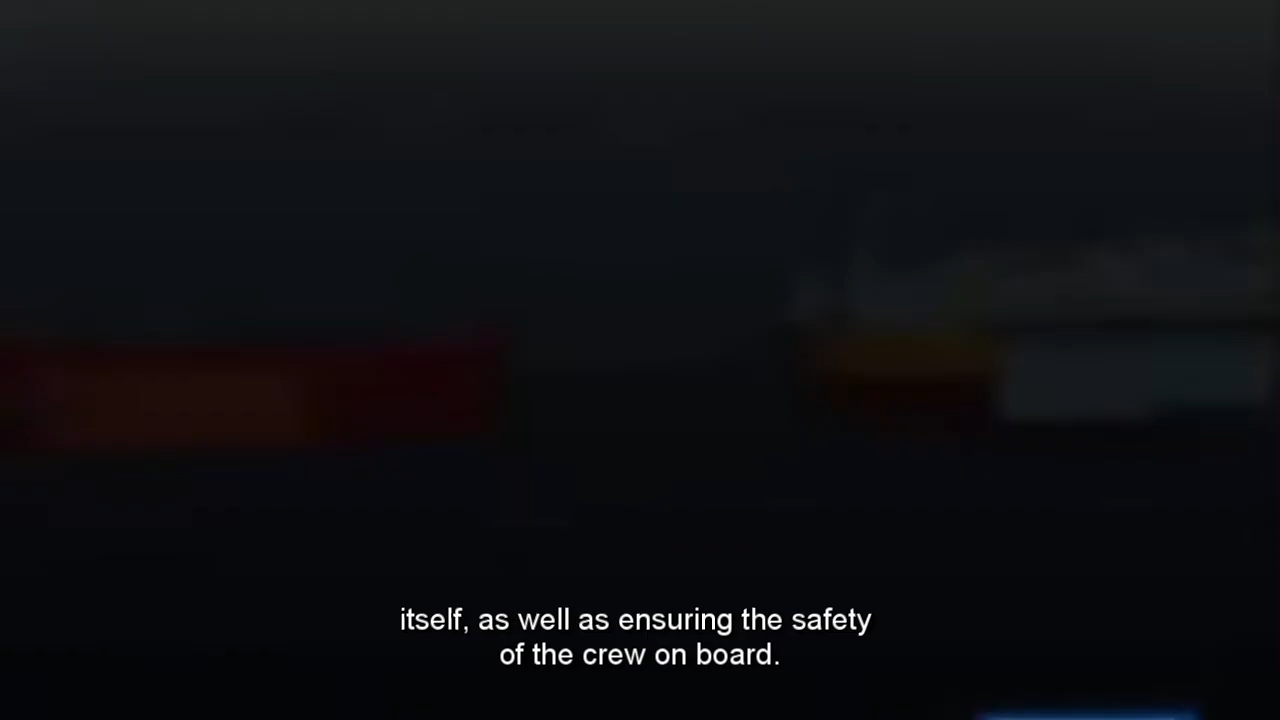 itself, as well as ensuring the safety
of the crew on board.